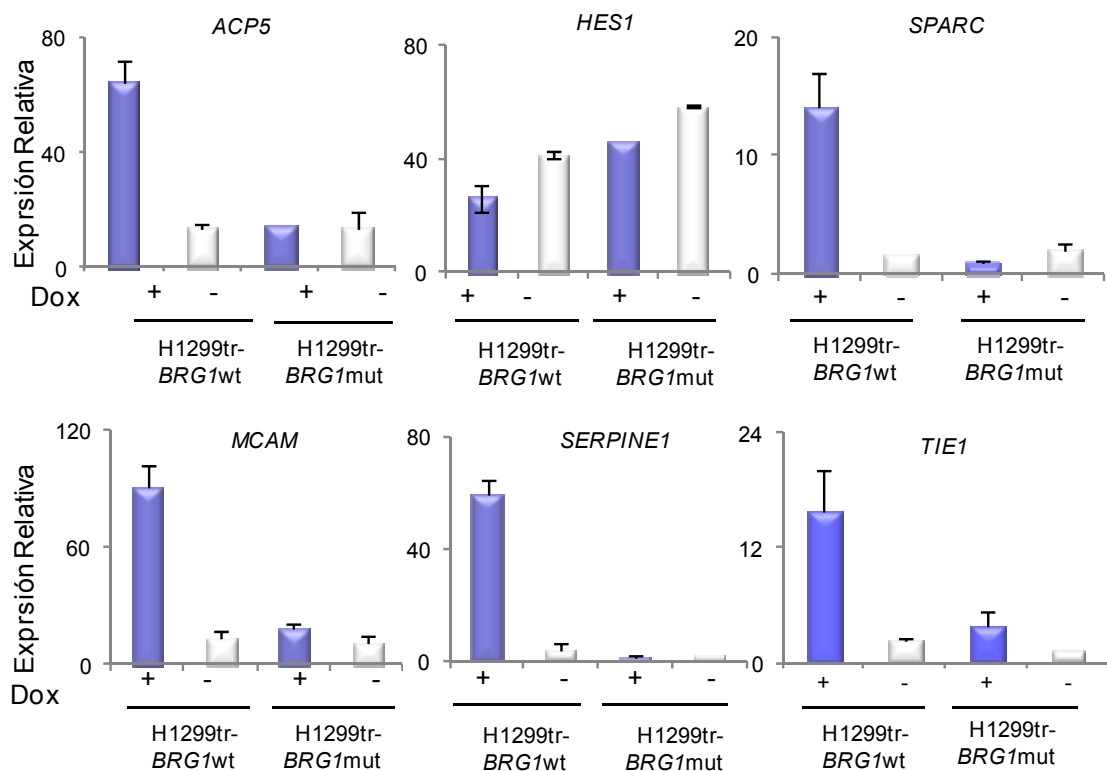 ACP5
HES1
SPARC
Exprsión Relativa
80
40
0
80
40
0
20
10
0
Dox + - + -
+ - + -
+ - + -
H1299tr-
BRG1wt
H1299tr-
BRG1mut
H1299tr-
BRG1wt
H1299tr-
BRG1mut
H1299tr-
BRG1wt
H1299tr-
BRG1mut
MCAM
SERPINE1
TIE1
Exprsión Relativa
120
60
0
80
40
0
24
12
0
Dox + - + -
+ - + -
+ - + -
H1299tr-
BRG1wt
H1299tr-
BRG1mut
H1299tr-
BRG1wt
H1299tr-
BRG1mut
H1299tr-
BRG1wt
H1299tr-
BRG1mut